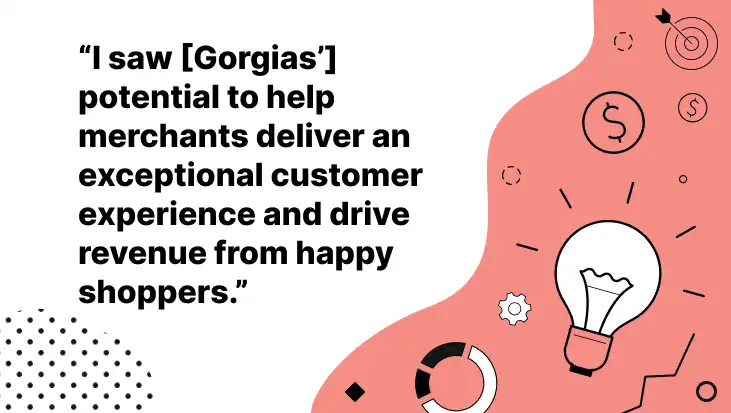 “I saw [Gorgias’]
potential to help
merchants deliver an
exceptional customer
experience and drive
revenue from happy
shoppers.”
$
$